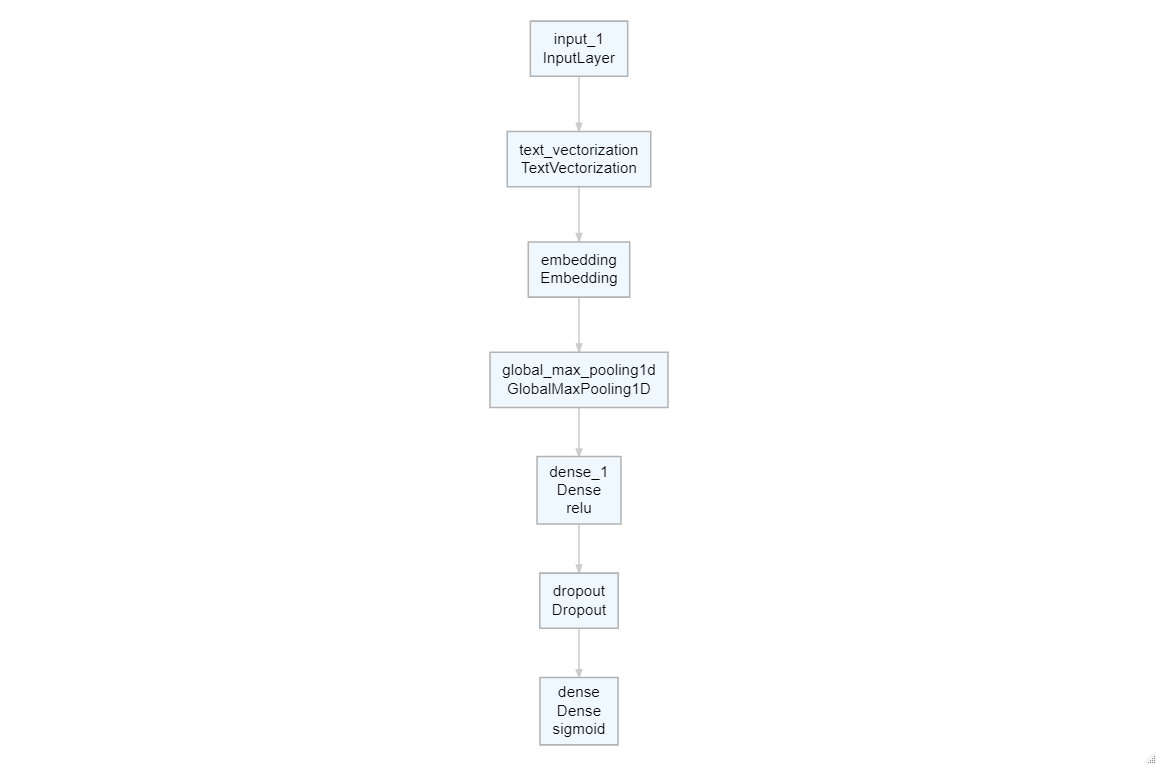 input_1
InputLayer
text_vectorization
TextVectorization
embedding
Embedding
global_max_pooling1d
GlobalMaxPooling1D
dense_1
Dense
relu
dropout
Dropout
dense
Dense
sigmoid